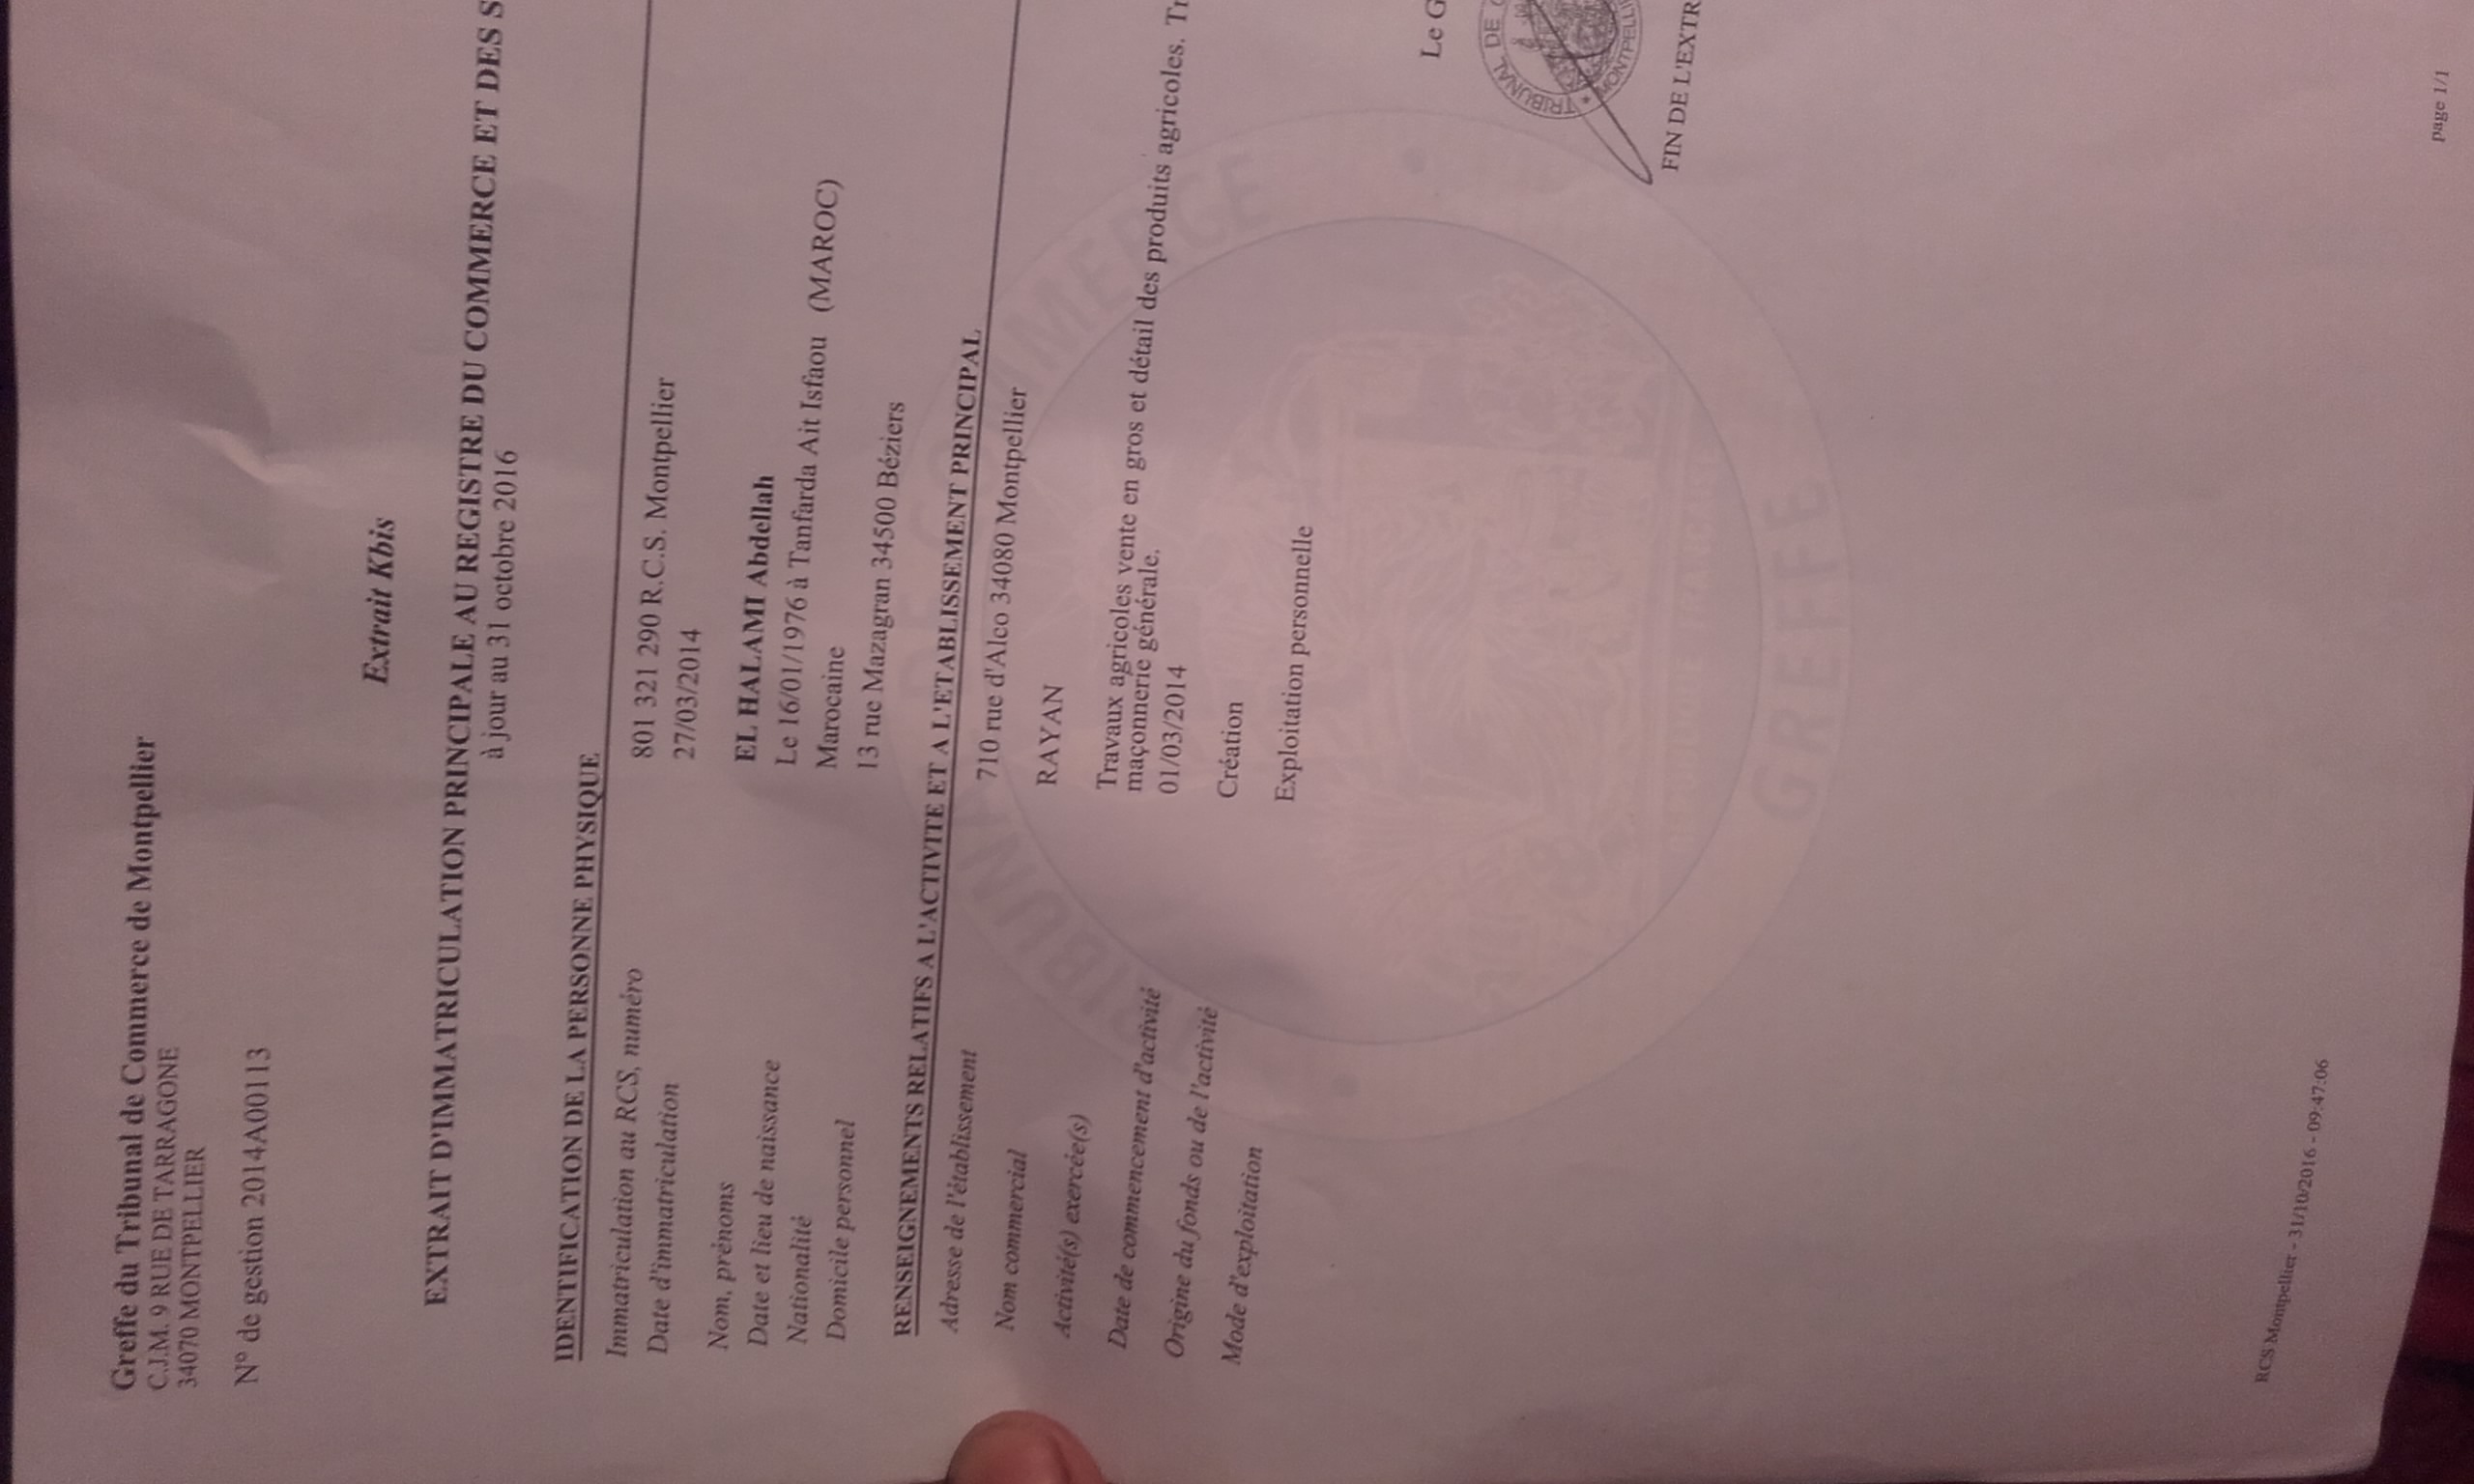 Greffe du Tribunal de Commerce de Montpellier
C.J.M. 9 RUE DE TARRAGONE
34070 MONTPELLIER
N° de gestion 2014A00113
Extrait Kbis
EXTRAIT D'IMMATRICULATION PRINCIPALE AU REGISTRE DU COMMERCE ET DES S
à jour au 31 octobre 2016
IDENTIFICATION DE LA PERSONNE PHYSIQUE
Immatriculation au RCS, numéro 801 321 290 R.C.S. Montpellier
Date d'immatriculation 27/03/2014
Nom, prénoms EL HALAMI Abdellah
Date et lieu de naissance Le 16/01/1976 à Tanfarda Ait Isfaou (MAROC)
Nationalité Marocaine
Domicile personnel 13 rue Mazagran 34500 Béziers
RENSEIGNEMENTS RELATIFS A L'ACTIVITE ET A L'ETABLISSEMENT PRINCIPAL
Adresse de l'établissement 710 rue d'Alco 34080 Montpellier
Nom commercial RAYAN
Activité(s) exercée(s) Travaux agricoles vente en gros et détail des produits agricoles. Tr
maçonnerie générale.
Date de commencement d'activité 01/03/2014
Origine du fonds ou de l'activité Création
Mode d'exploitation Exploitation personnelle
TRIBUNAL DE COMMERCE
GREFFE
Le G
TRIBUNAL DE
MONTPELLI
FIN DE L'EXTR
RCS Montpellier - 31/10/2016 - 09:47:06
page 1/1